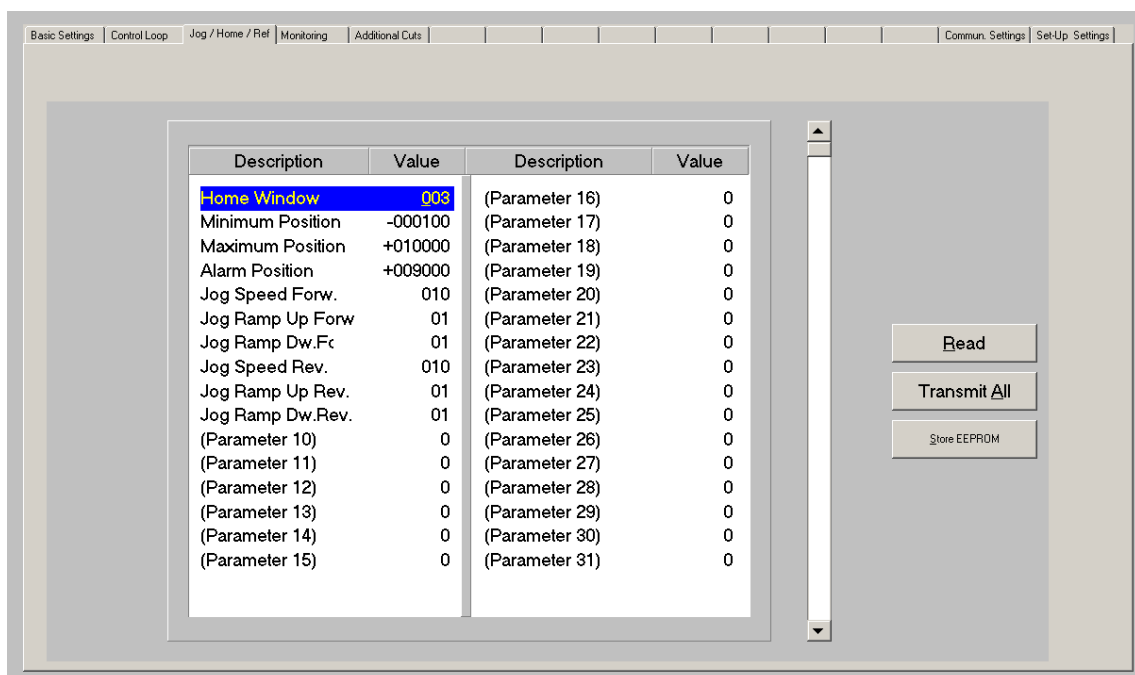 Basic Settings Control Loop Jog / Home / Ref Monitoring Additional Cuts Commun. Settings Set-Up Settings
Description Value Description Value
Home Window 003 (Parameter 16) 0
Minimum Position -000100 (Parameter 17) 0
Maximum Position +010000 (Parameter 18) 0
Alarm Position +009000 (Parameter 19) 0
Jog Speed Forw. 010 (Parameter 20) 0
Jog Ramp Up Forw 01 (Parameter 21) 0
Jog Ramp Dw.Fc 01 (Parameter 22) 0
Jog Speed Rev. 010 (Parameter 23) 0
Jog Ramp Up Rev. 01 (Parameter 24) 0
Jog Ramp Dw.Rev. 01 (Parameter 25) 0
(Parameter 10) 0 (Parameter 26) 0
(Parameter 11) 0 (Parameter 27) 0
(Parameter 12) 0 (Parameter 28) 0
(Parameter 13) 0 (Parameter 29) 0
(Parameter 14) 0 (Parameter 30) 0
(Parameter 15) 0 (Parameter 31) 0
Read
Transmit All
Store EEPROM